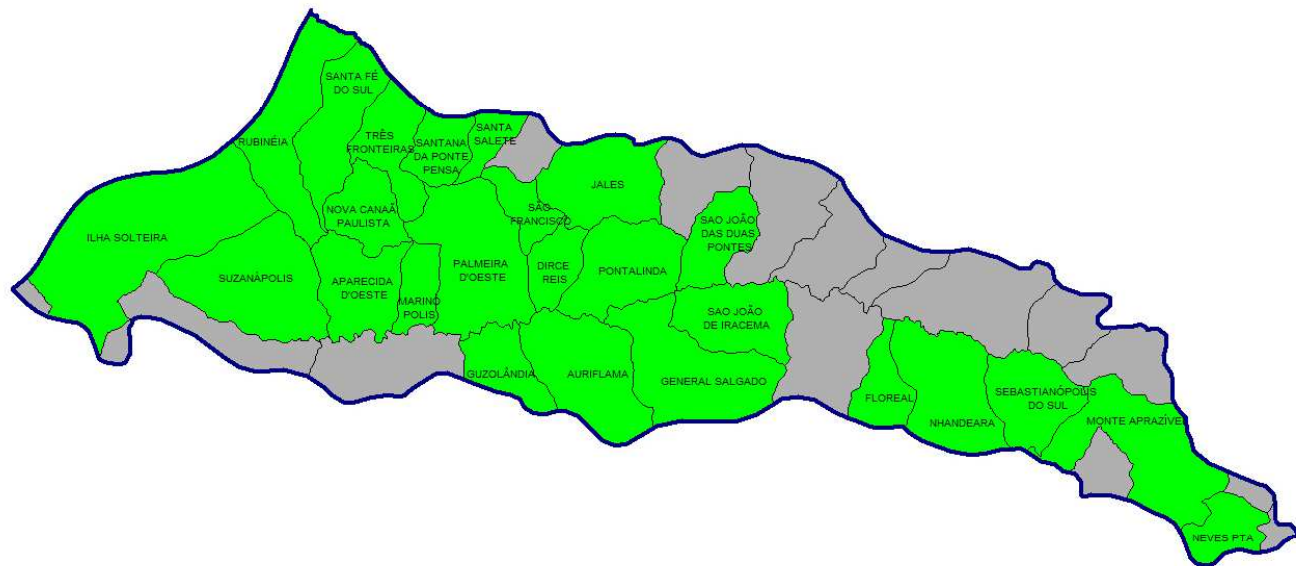 SANTA FÉ
DO SUL
RUBINÉIA
TRÊS
FRONTEIRAS
SANTANA
DA PONTE
PENSA
SANTA
SALETE
JALES
NOVA CANAÃ
PAULISTA
SÃO
FRANCISCO
SAO JOÃO
DAS DUAS
PONTES
ILHA SOLTEIRA
SUZANÁPOLIS
APARECIDA
D'OESTE
MARINO
POLIS
PALMEIRA
D'OESTE
DIRCE
REIS
PONTALINDA
SAO JOÃO
DE IRACEMA
GUZOLÂNDIA
AURIFLAMA
GENERAL SALGADO
FLOREAL
NHANDEARA
SEBASTIANÓPOLIS
DO SUL
MONTE APRAZÍVEL
NEVES PTA